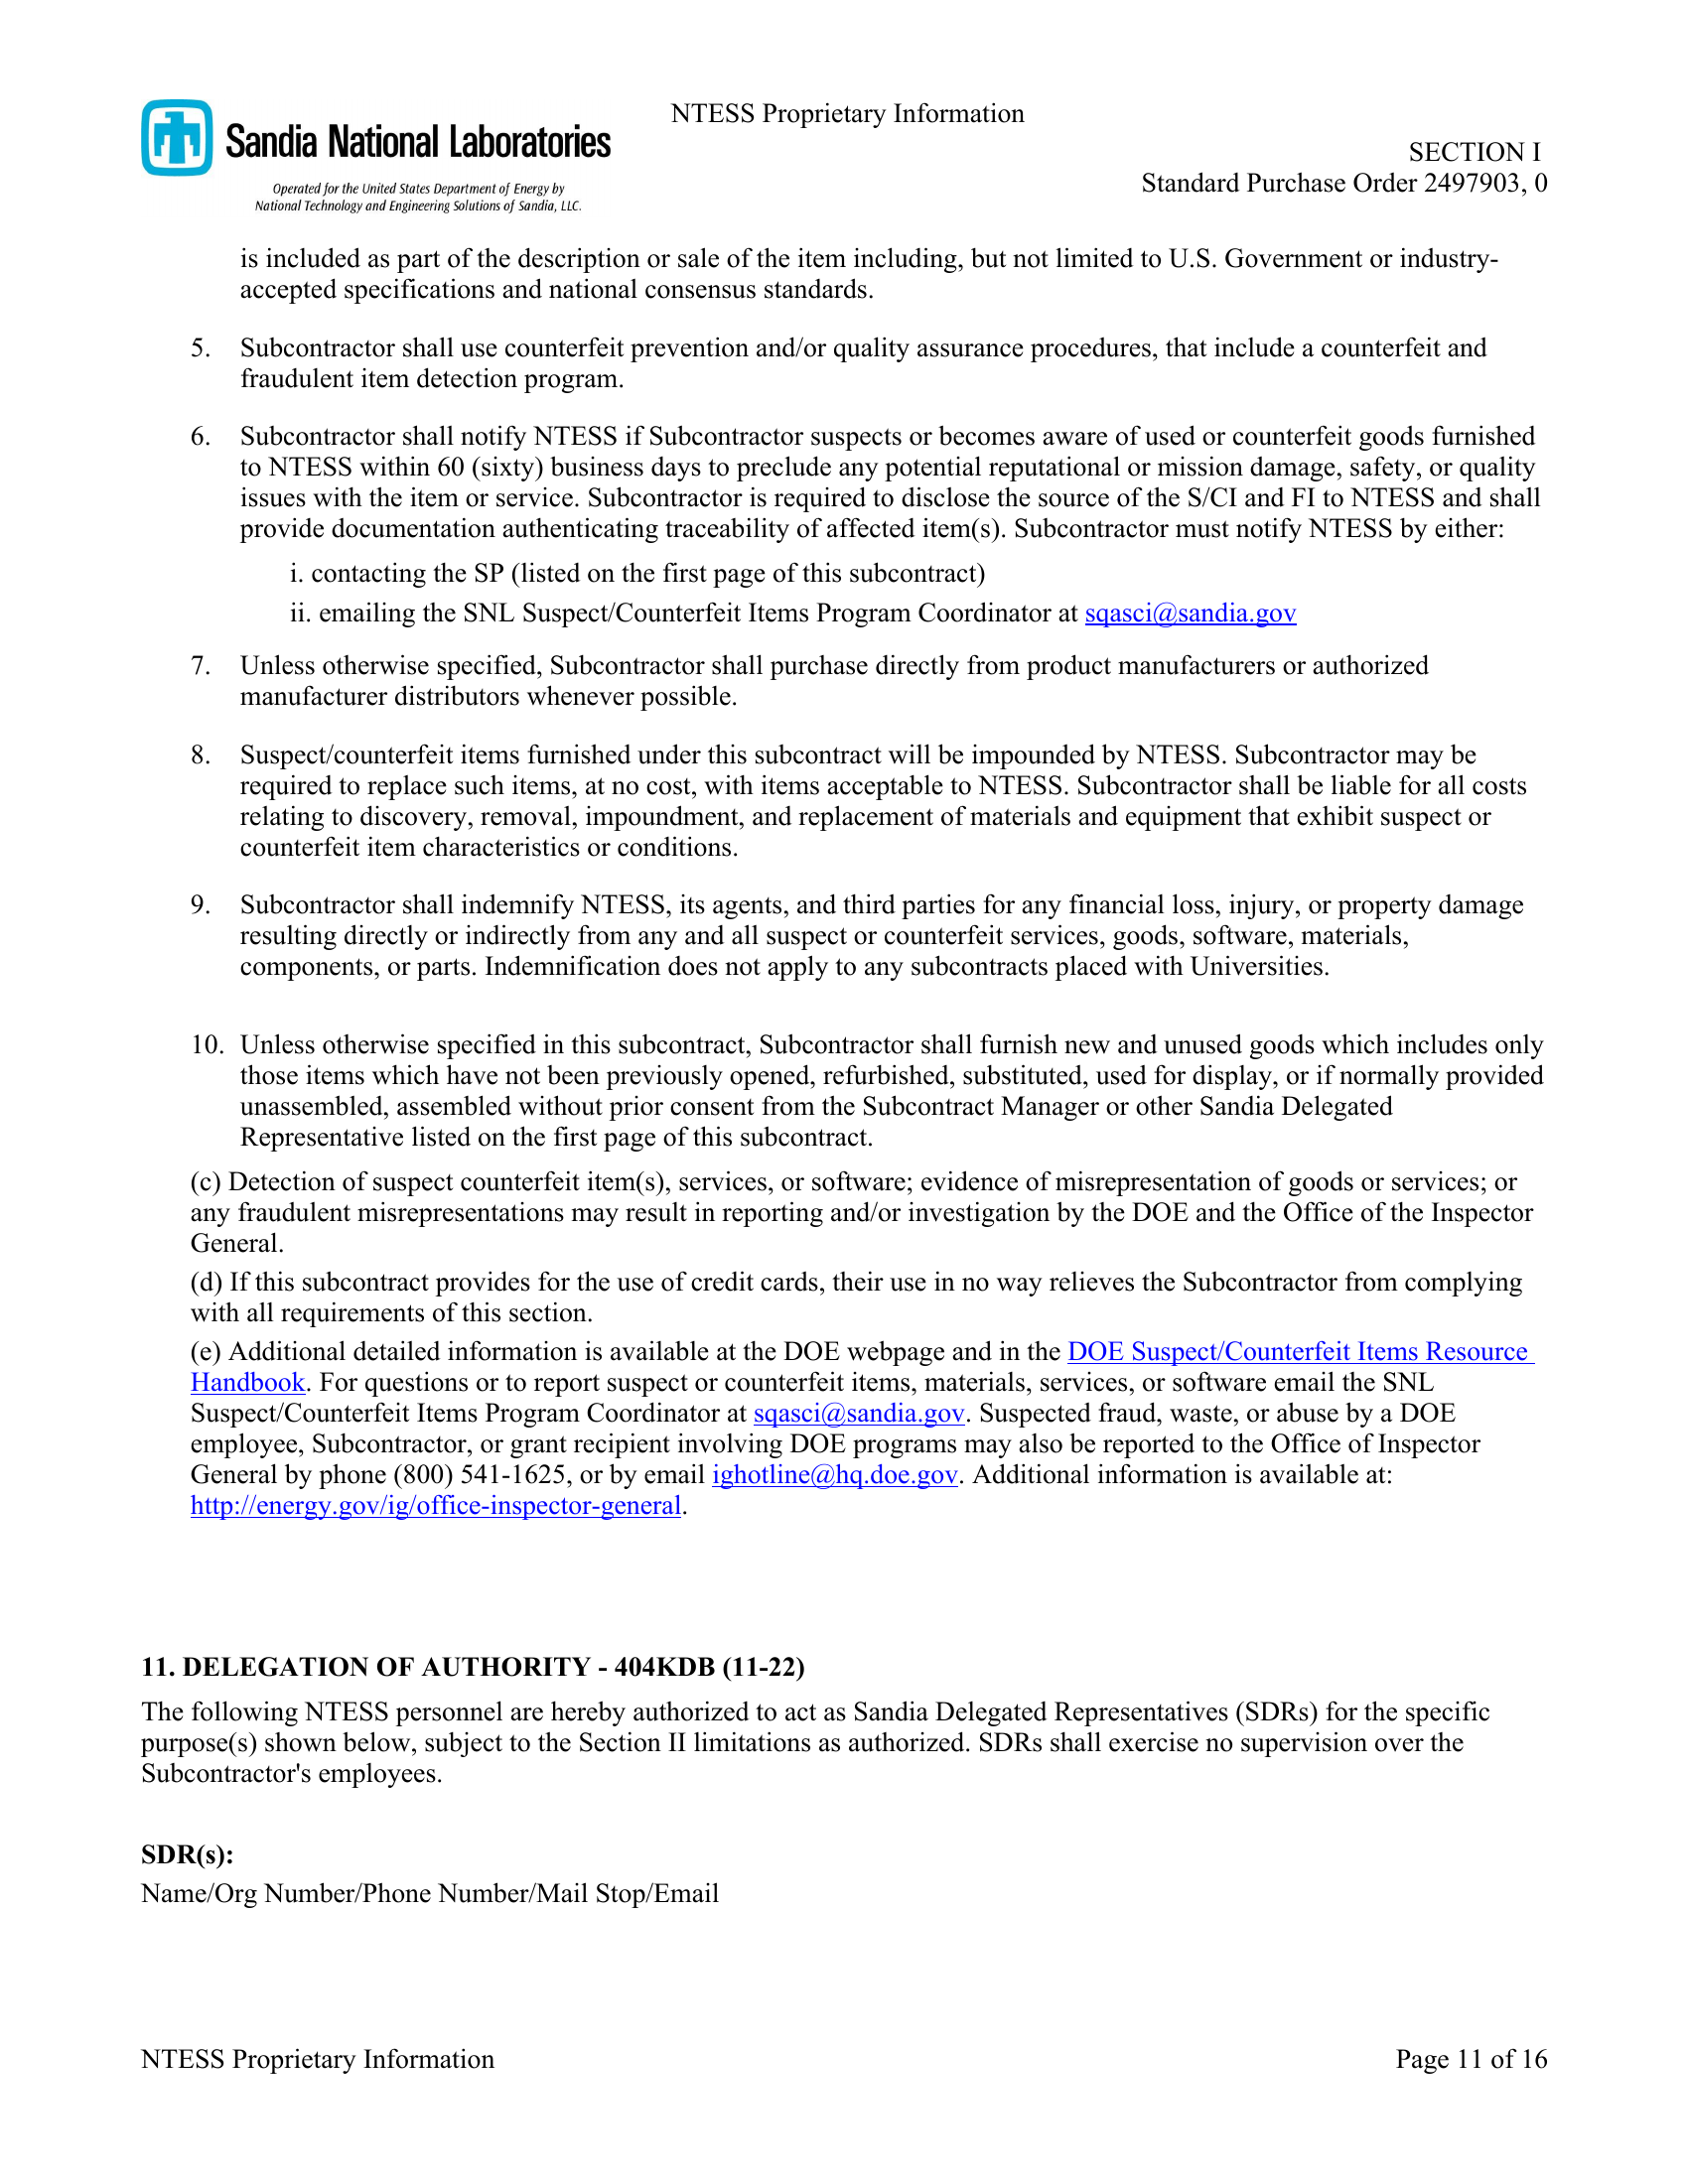 NTESS Proprietary Information
Sandia National Laboratories
Operated for the United States Department of Energy by
National Technology and Engineering Solutions of Sandia, LLC.
SECTION I
Standard Purchase Order 2497903, 0
is included as part of the description or sale of the item including, but not limited to U.S. Government or industry-
accepted specifications and national consensus standards.
5. Subcontractor shall use counterfeit prevention and/or quality assurance procedures, that include a counterfeit and
fraudulent item detection program.
6. Subcontractor shall notify NTESS if Subcontractor suspects or becomes aware of used or counterfeit goods furnished
to NTESS within 60 (sixty) business days to preclude any potential reputational or mission damage, safety, or quality
issues with the item or service. Subcontractor is required to disclose the source of the S/CI and FI to NTESS and shall
provide documentation authenticating traceability of affected item(s). Subcontractor must notify NTESS by either:
i. contacting the SP (listed on the first page of this subcontract)
ii. emailing the SNL Suspect/Counterfeit Items Program Coordinator at sqasci@sandia.gov
7. Unless otherwise specified, Subcontractor shall purchase directly from product manufacturers or authorized
manufacturer distributors whenever possible.
8. Suspect/counterfeit items furnished under this subcontract will be impounded by NTESS. Subcontractor may be
required to replace such items, at no cost, with items acceptable to NTESS. Subcontractor shall be liable for all costs
relating to discovery, removal, impoundment, and replacement of materials and equipment that exhibit suspect or
counterfeit item characteristics or conditions.
9. Subcontractor shall indemnify NTESS, its agents, and third parties for any financial loss, injury, or property damage
resulting directly or indirectly from any and all suspect or counterfeit services, goods, software, materials,
components, or parts. Indemnification does not apply to any subcontracts placed with Universities.
10. Unless otherwise specified in this subcontract, Subcontractor shall furnish new and unused goods which includes only
those items which have not been previously opened, refurbished, substituted, used for display, or if normally provided
unassembled, assembled without prior consent from the Subcontract Manager or other Sandia Delegated
Representative listed on the first page of this subcontract.
(c) Detection of suspect counterfeit item(s), services, or software; evidence of misrepresentation of goods or services; or
any fraudulent misrepresentations may result in reporting and/or investigation by the DOE and the Office of the Inspector
General.
(d) If this subcontract provides for the use of credit cards, their use in no way relieves the Subcontractor from complying
with all requirements of this section.
(e) Additional detailed information is available at the DOE webpage and in the DOE Suspect/Counterfeit Items Resource
Handbook. For questions or to report suspect or counterfeit items, materials, services, or software email the SNL
Suspect/Counterfeit Items Program Coordinator at sqasci@sandia.gov. Suspected fraud, waste, or abuse by a DOE
employee, Subcontractor, or grant recipient involving DOE programs may also be reported to the Office of Inspector
General by phone (800) 541-1625, or by email ighotline@hq.doe.gov. Additional information is available at:
http://energy.gov/ig/office-inspector-general.
11. DELEGATION OF AUTHORITY - 404KDB (11-22)
The following NTESS personnel are hereby authorized to act as Sandia Delegated Representatives (SDRs) for the specific
purpose(s) shown below, subject to the Section II limitations as authorized. SDRs shall exercise no supervision over the
Subcontractor's employees.
SDR(s):
Name/Org Number/Phone Number/Mail Stop/Email
NTESS Proprietary Information
Page 11 of 16